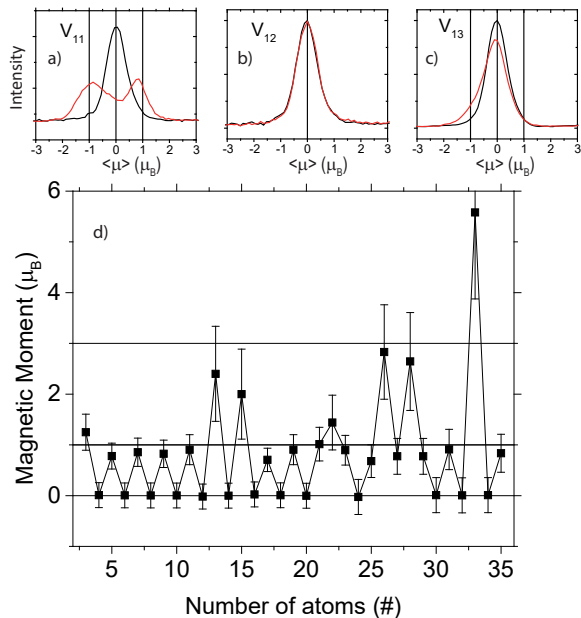 V11
V12
V13
a)
b)
c)
Intensity
-3 -2 -1 0 1 2 3
-3 -2 -1 0 1 2 3
-3 -2 -1 0 1 2 3
<μ> (μB)
<μ> (μB)
<μ> (μB)
d)
Magnetic Moment (μB)
6
4
2
0
5 10 15 20 25 30 35
Number of atoms (#)